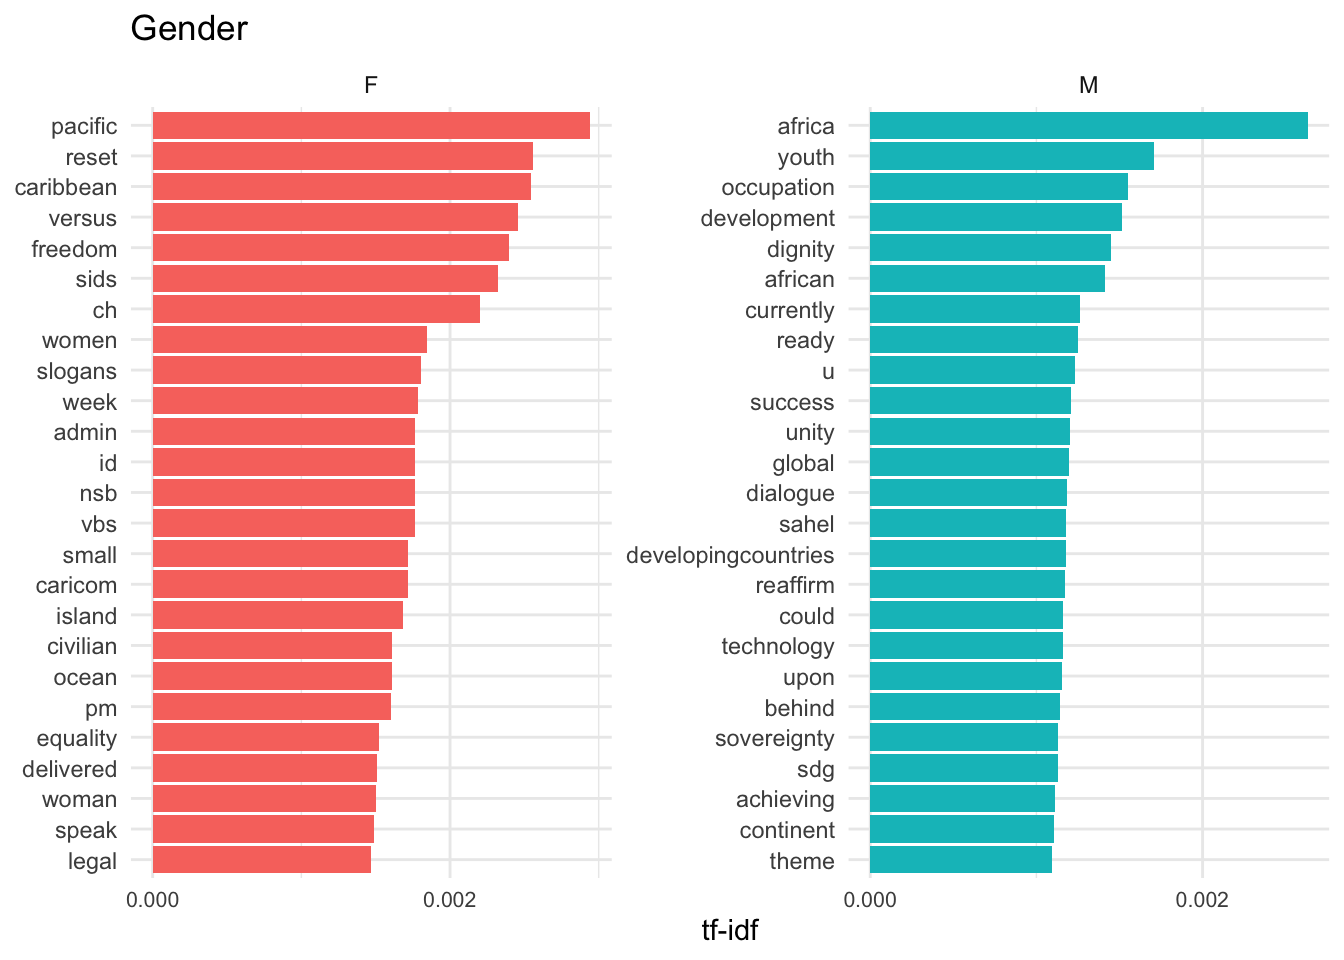 Gender
F
pacific
reset
caribbean
versus
freedom
sids
ch
women
slogans
week
admin
id
nsb
vbs
small
caricom
island
civilian
ocean
pm
equality
delivered
woman
speak
legal
0.000 0.002
M
africa
youth
occupation
development
dignity
african
currently
ready
u
success
unity
global
dialogue
sahel
developingcountries
reaffirm
could
technology
upon
behind
sovereignty
sdg
achieving
continent
theme
0.000 0.002
tf-idf